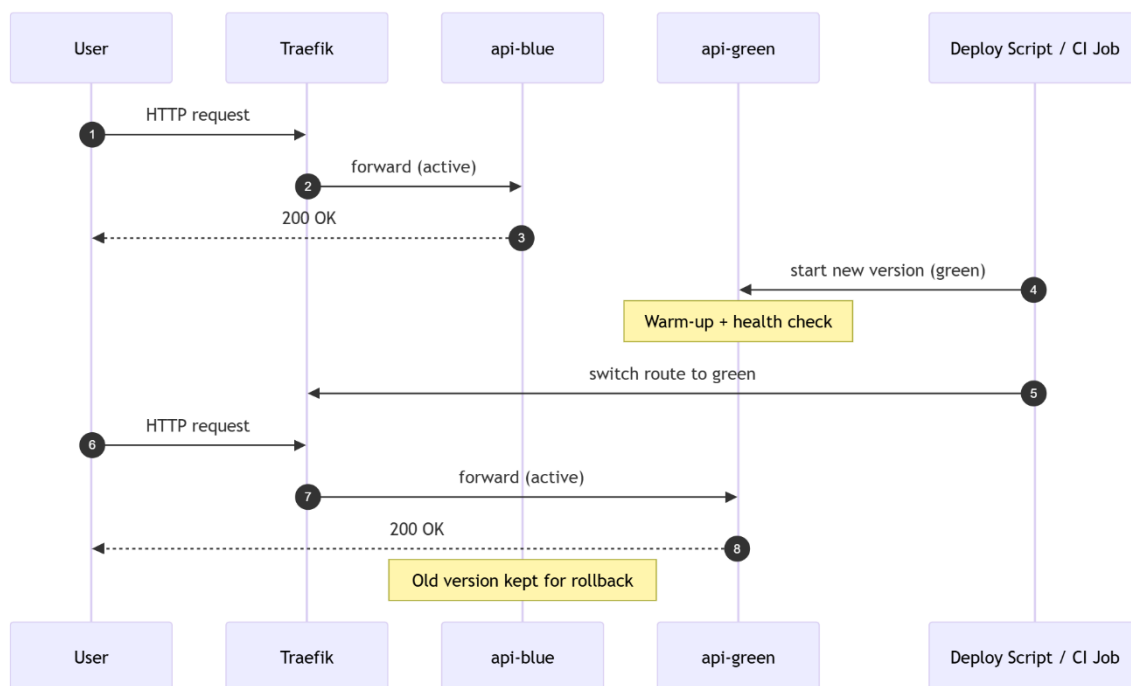 User
Traefik
api-blue
api-green
Deploy Script / CI Job
HTTP request
1
forward (active)
2
200 OK
3
start new version (green)
4
Warm-up + health check
switch route to green
5
HTTP request
6
forward (active)
7
200 OK
8
Old version kept for rollback
User
Traefik
api-blue
api-green
Deploy Script / CI Job